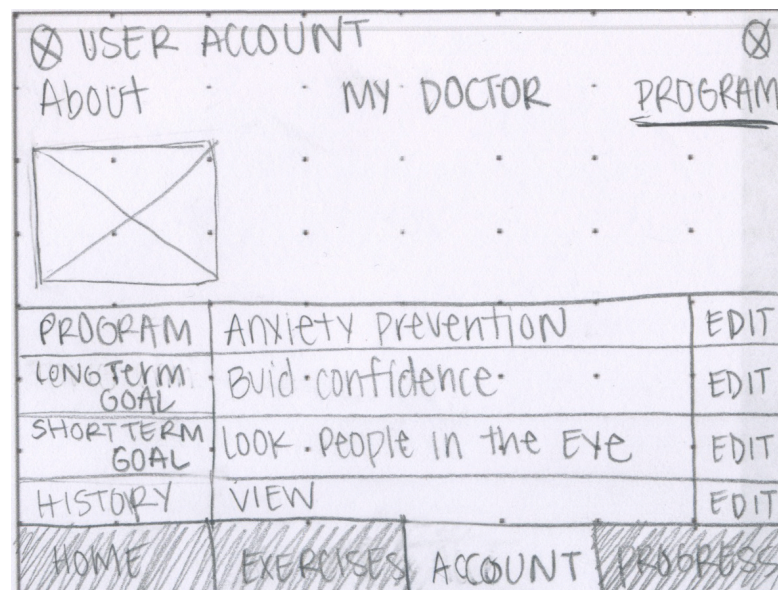 USER ACCOUNT
About MY DOCTOR PROGRAM
PROGRAM Anxiety prevention EDIT
LONG Term GOAL Buid confidence EDIT
SHORT TERM GOAL LOOK People in the Eye EDIT
HISTORY VIEW EDIT
HOME EXERCISES ACCOUNT PROGRESS